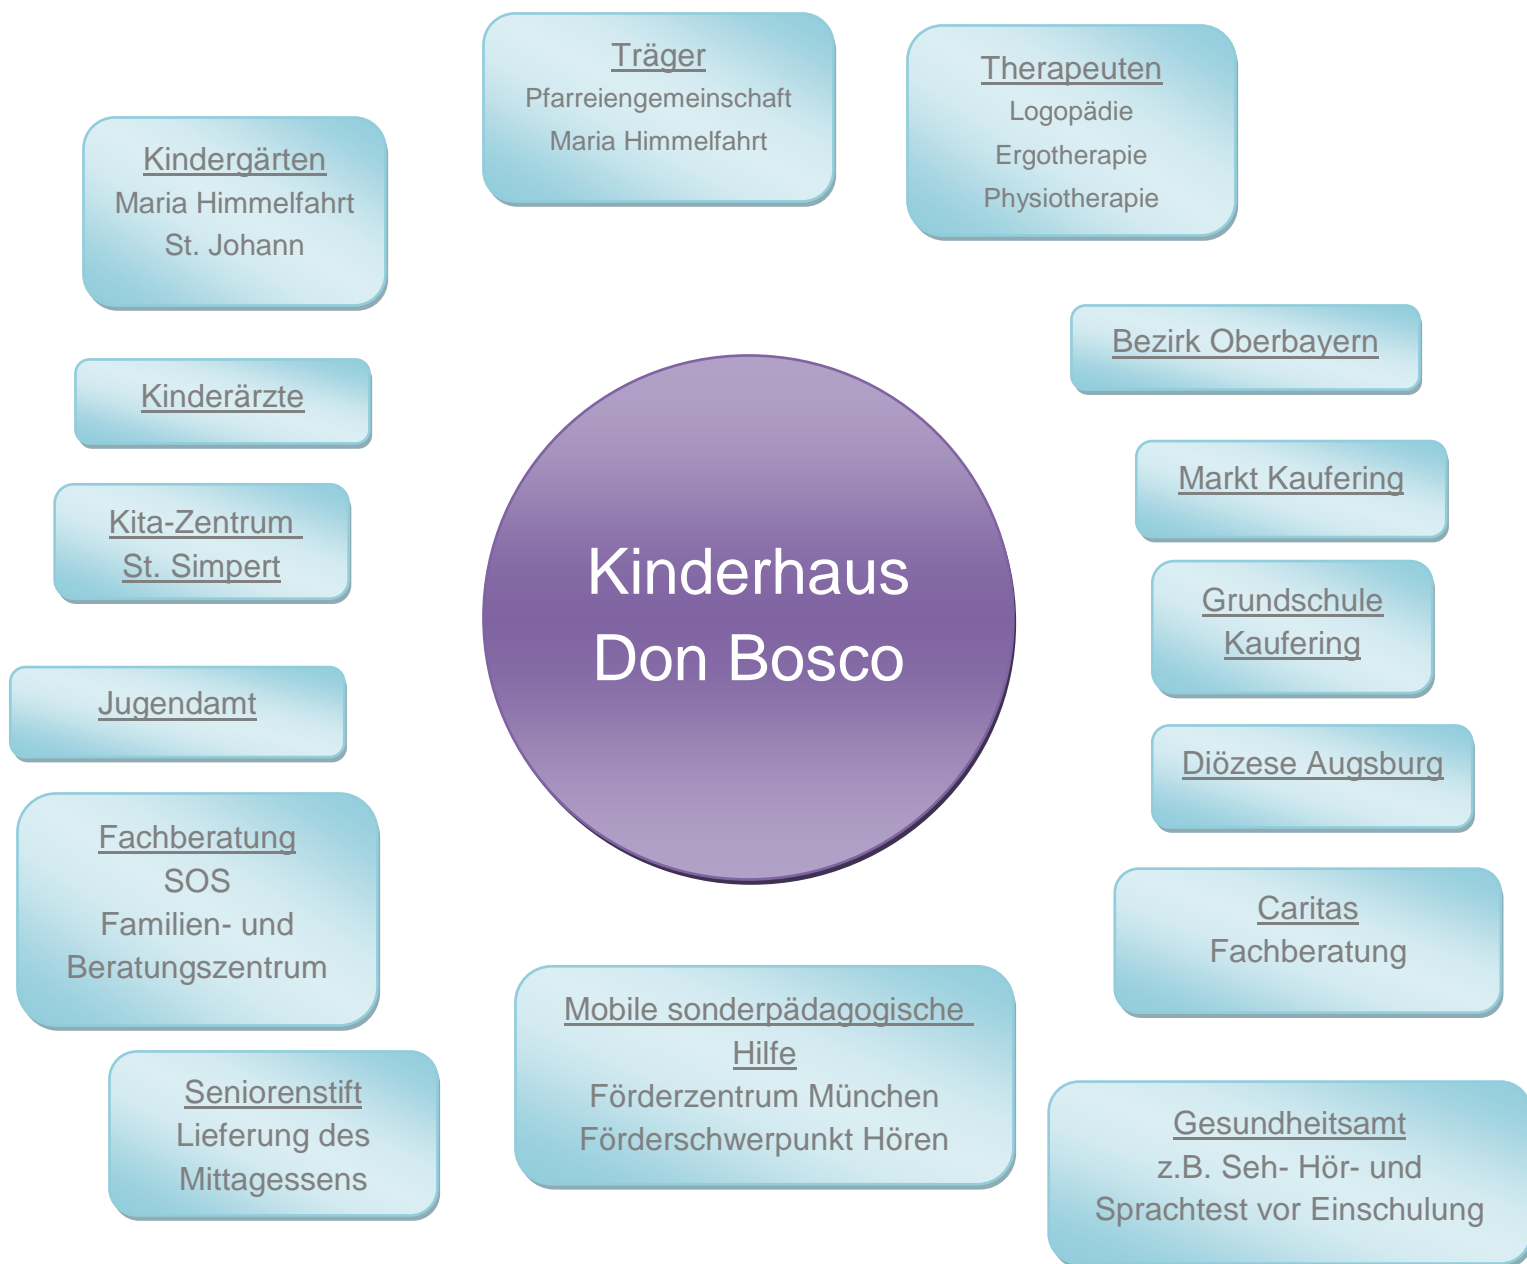 Träger
Pfarreiengemeinschaft
Maria Himmelfahrt
Therapeuten
Logopädie
Ergotherapie
Physiotherapie
Kindergärten
Maria Himmelfahrt
St. Johann
Bezirk Oberbayern
Kinderärzte
Markt Kaufering
Kita-Zentrum
St. Simpert
Kinderhaus
Don Bosco
Grundschule
Kaufering
Jugendamt
Diözese Augsburg
Fachberatung
SOS
Familien- und
Beratungszentrum
Caritas
Fachberatung
Mobile sonderpädagogische
Hilfe
Förderzentrum München
Förderschwerpunkt Hören
Seniorenstift
Lieferung des
Mittagessens
Gesundheitsamt
z.B. Seh- Hör- und
Sprachtest vor Einschulung